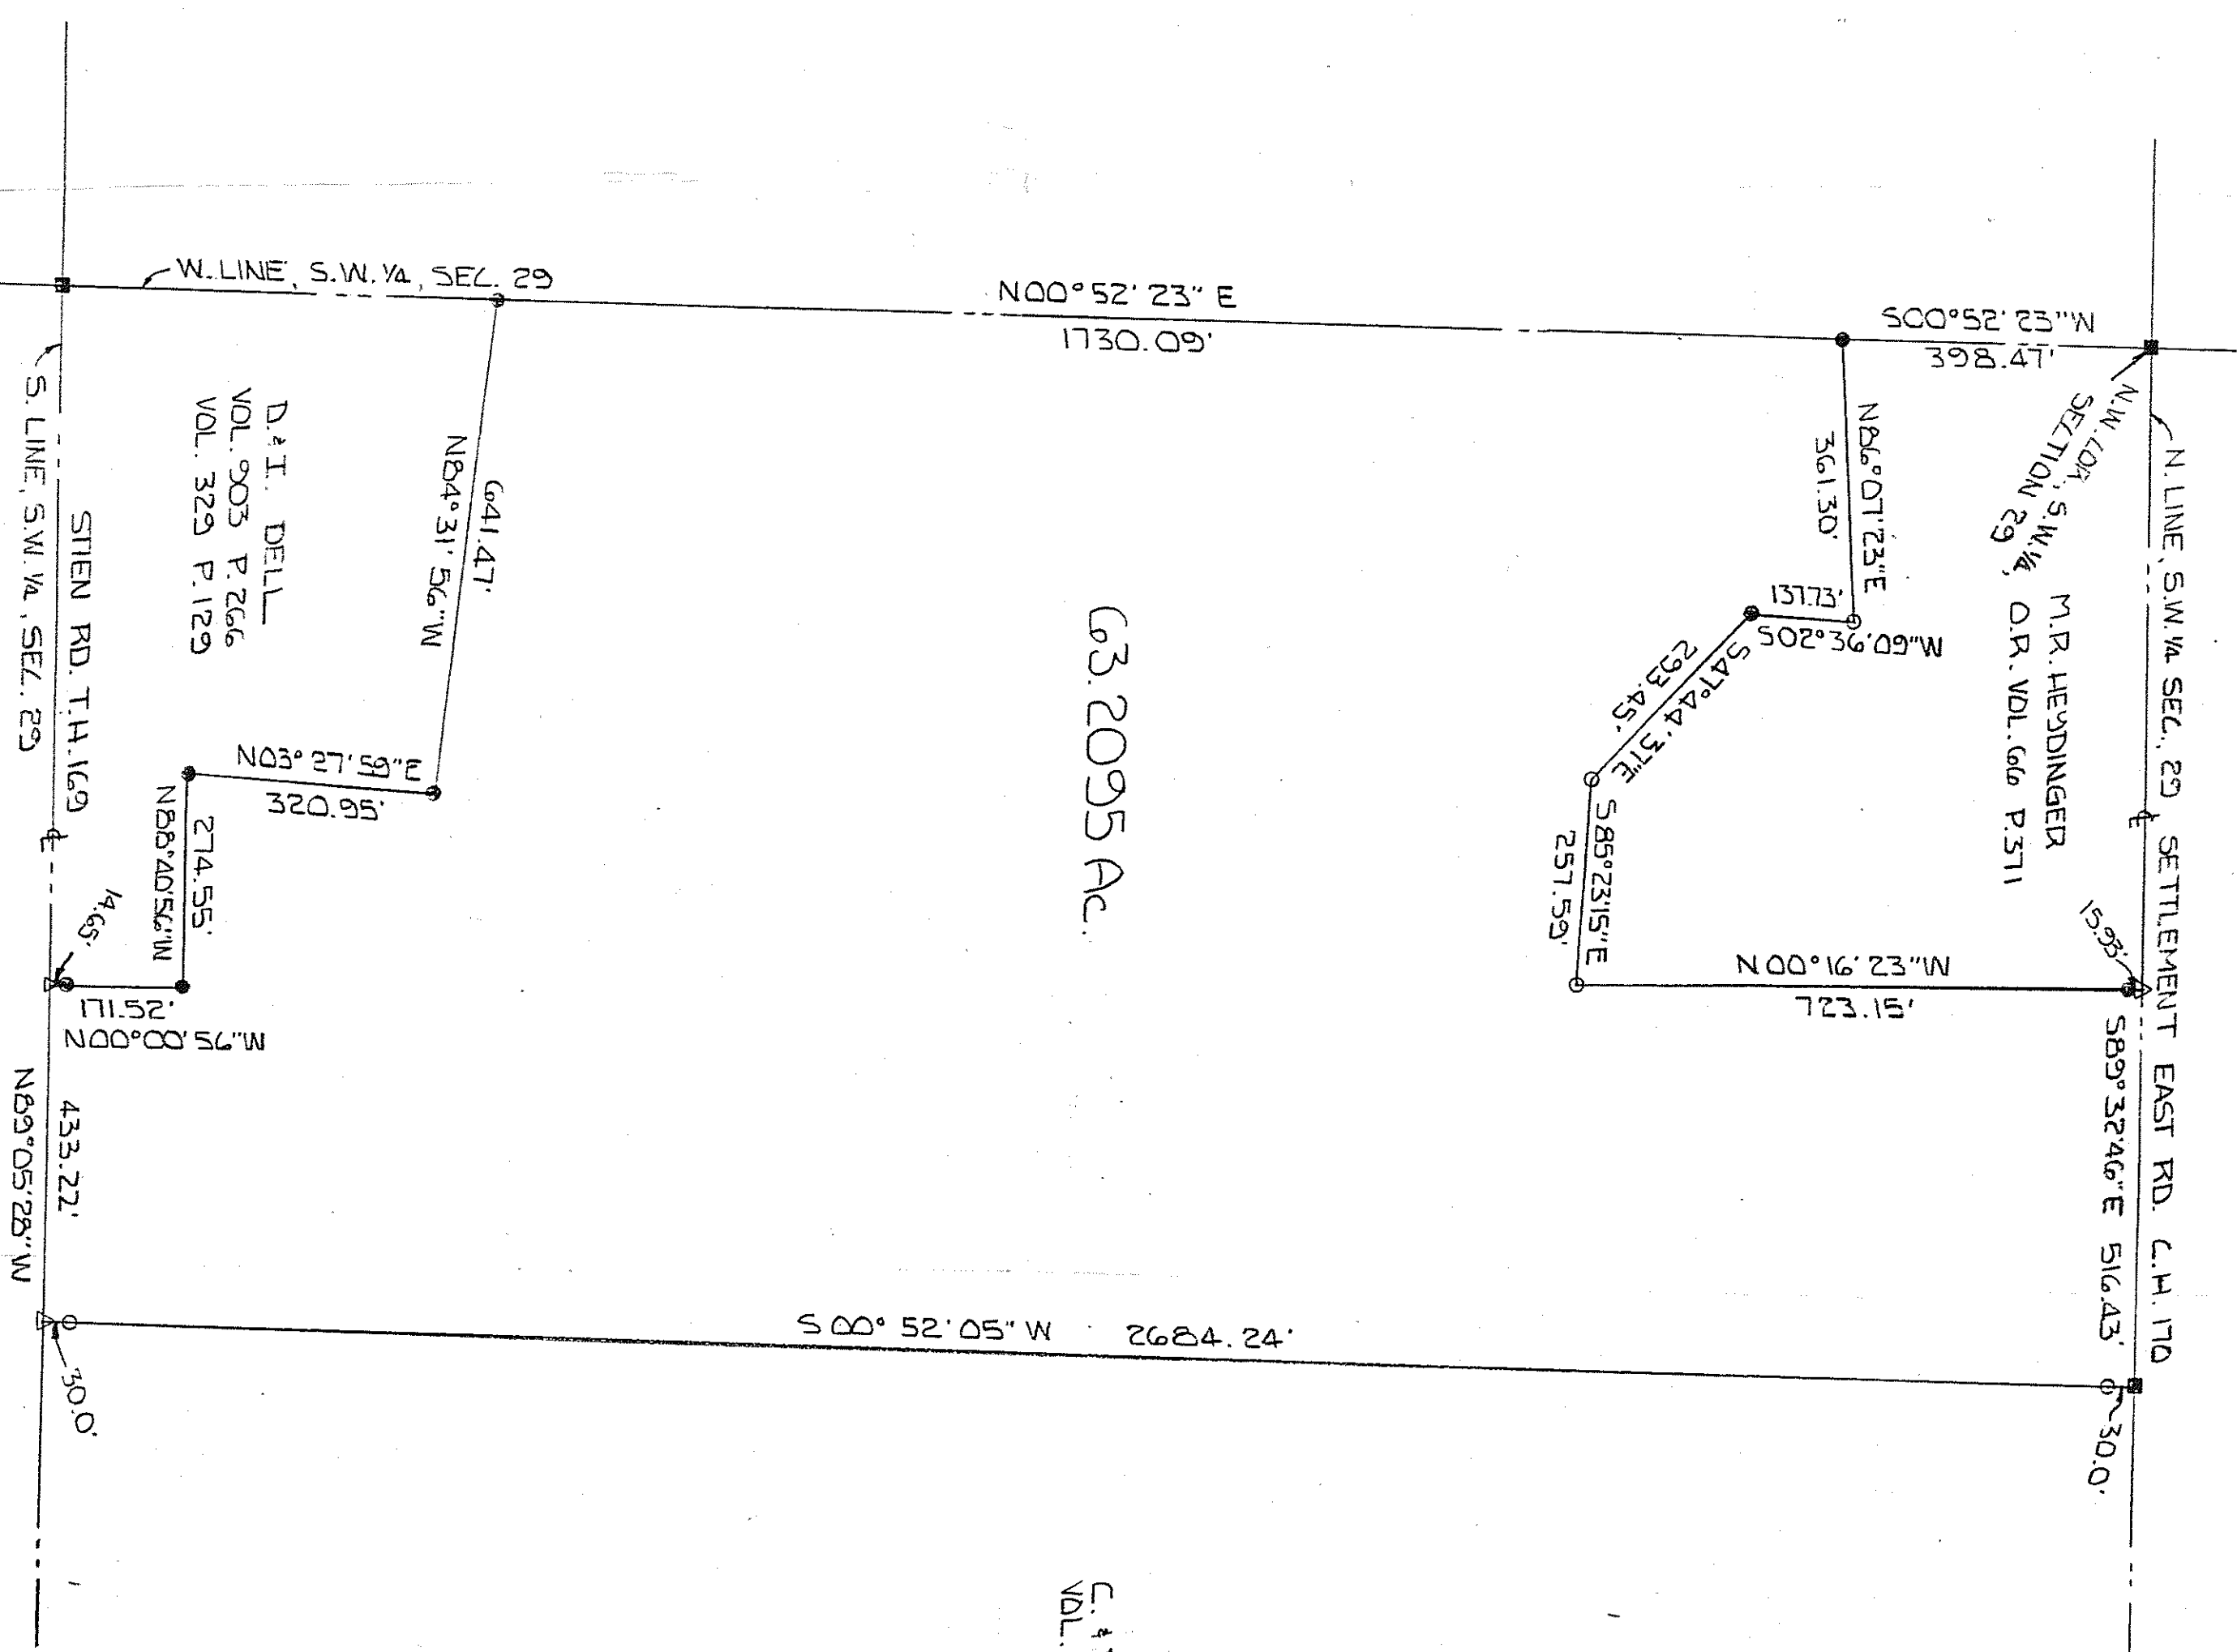 W. LINE, S.W. 1/4, SEC. 29
N00°52'23"E
1730.09'
S00°52'23"W
398.47'
N.W. COR., S.W. 1/4,
SECTION 29
N. LINE, S.W. 1/4 SEC. 29, SETTLEMENT EAST RD. C.H. 170
M.R. HEYDINGER
O.R. VOL. 66 P.371
N86°07'23"E
361.30'
137.73'
S02°36'09"W
S47°44'37"E
293.45'
S85°23'15"E
257.59'
N00°16'23"W
723.15'
15.93'
S89°32'46"E 516.43'
30.0'
S00°52'05"W 2684.24'
63.2095 Ac.
641.47'
N84°31'56"W
D. & I. DELL
VOL. 903 P. 266
VOL. 329 P. 129
N03°27'59"E
320.95'
274.55'
N88°40'56"W
STIEN RD. T.H. 169
S. LINE, S.W. 1/4, SEC. 29
14.65'
171.52'
N00°00'56"W
433.22'
N89°05'28"W
30.0'
C. &
VOL.